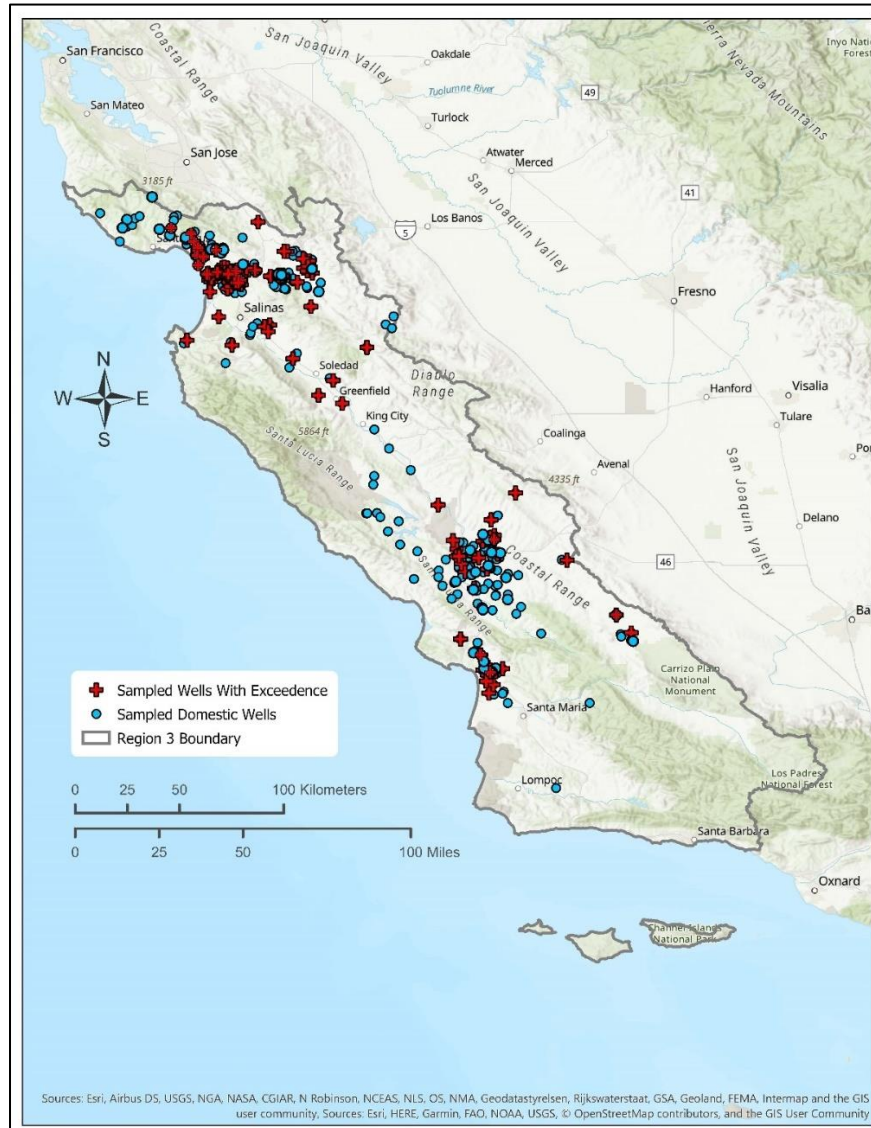 San Francisco
Coastal Range
San Joaquin Valley
Oakdale
Inyo Nati
Forest
Sierra Nevada Mountains
San Mateo
Tuolumne River
49
Turlock
San Jose
Atwater
Merced
3185 ft
San Joaquin Valley
41
Los Banos
5
Salinas
Fresno
N
W E
S
Soledad
Diablo
Range
Greenfield
King City
Hanford
Visalia
Tulare
5864 ft
Santa Lucia Range
Coalinga
Avenal
4335 ft
San Joaquin Valley
Delano
Coastal Range
46
Carrizo Plain
National
Monument
Sampled Wells With Exceedence
Sampled Domestic Wells
Region 3 Boundary
Santa Maria
Los Padres
National Forest
Lompoc
0 25 50 100 Kilometers
0 25 50 100 Miles
Santa Barbara
Oxnard
Channel Islands
National Park
Sources: Esri, Airbus DS, USGS, NGA, NASA, CGIAR, N Robinson, NCEAS, NLS, OS, NMA, Geodatastyrelsen, Rijkswaterstaat, GSA, Geoland, FEMA, Intermap and the GIS
user community, Sources: Esri, HERE, Garmin, FAO, NOAA, USGS, © OpenStreetMap contributors, and the GIS User Community